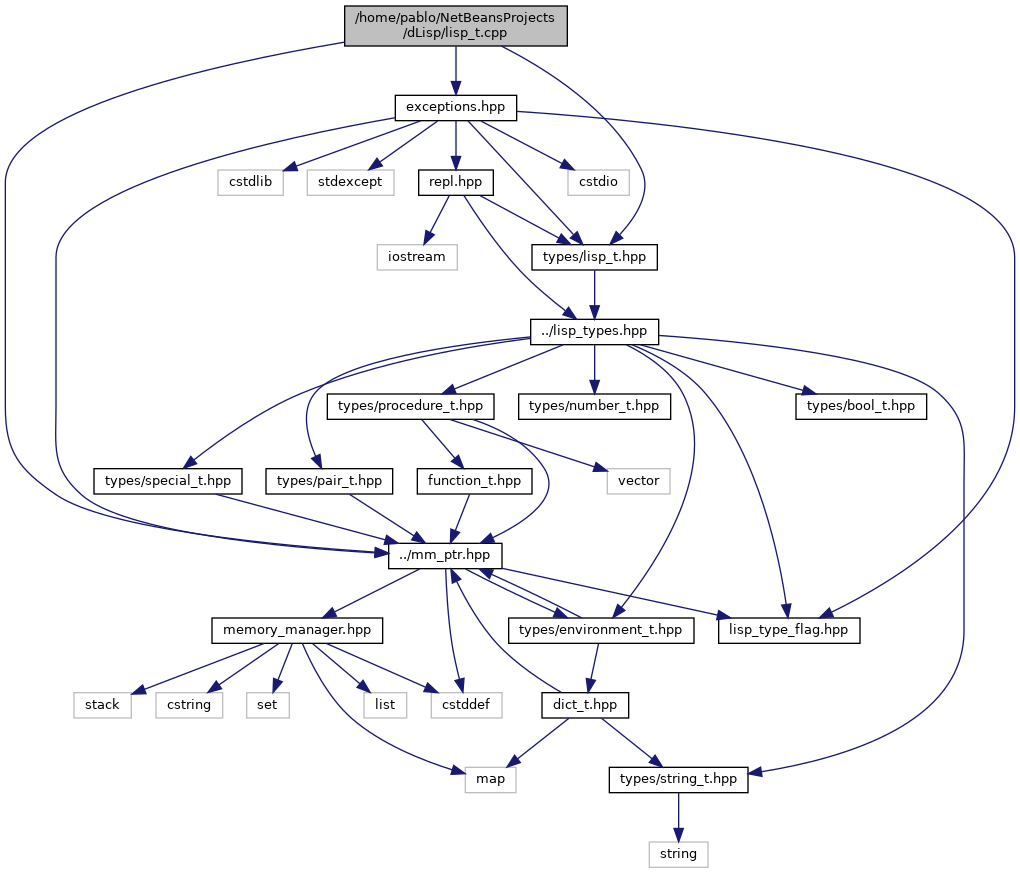 /home/pablo/NetBeansProjects
/dLisp/lisp_t.cpp
exceptions.hpp
cstdlib
stdexcept
repl.hpp
cstdio
iostream
types/lisp_t.hpp
../lisp_types.hpp
types/procedure_t.hpp
types/number_t.hpp
types/bool_t.hpp
types/special_t.hpp
types/pair_t.hpp
function_t.hpp
vector
../mm_ptr.hpp
memory_manager.hpp
types/environment_t.hpp
lisp_type_flag.hpp
stack
cstring
set
list
cstddef
dict_t.hpp
map
types/string_t.hpp
string